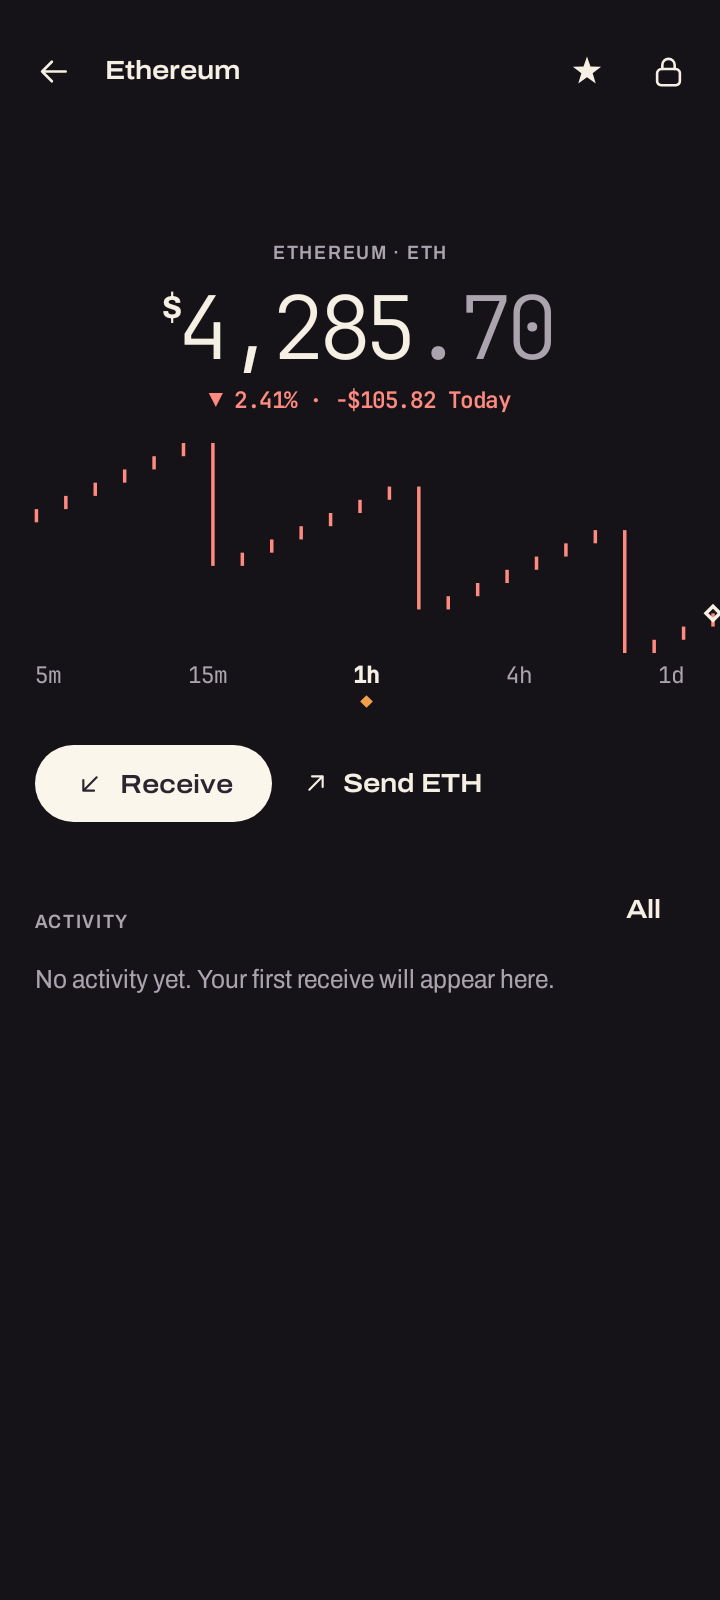 Ethereum
ETHEREUM · ETH
$4,285.70
▼ 2.41% · -$105.82 Today
5m 15m 1h 4h 1d
Receive Send ETH
All
ACTIVITY
No activity yet. Your first receive will appear here.